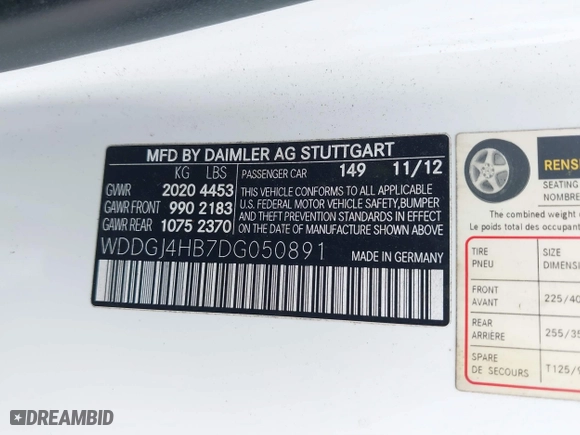 MFD BY DAIMLER AG STUTTGART
KG LBS PASSENGER CAR 149 11/12
GVWR 2020 4453
GAWR FRONT 990 2183
GAWR REAR 1075 2370
THIS VEHICLE CONFORMS TO ALL APPLICABLE
U.S. FEDERAL MOTOR VEHICLE SAFETY,BUMPER
AND THEFT PREVENTION STANDARDS IN EFFECT
ON THE DATE OF MANUFACTURE SHOWN ABOVE
WDDGJ4HB7DG050891
MADE IN GERMANY
SEATING
NOMBRE
The combined weight
Le poids total des occupant
TIRE SIZE
PNEU DIMENSI
FRONT
AVANT
225/40
REAR
ARRIÈRE
255/35
SPARE
DE SECOURS
T125/9
DREAMBID